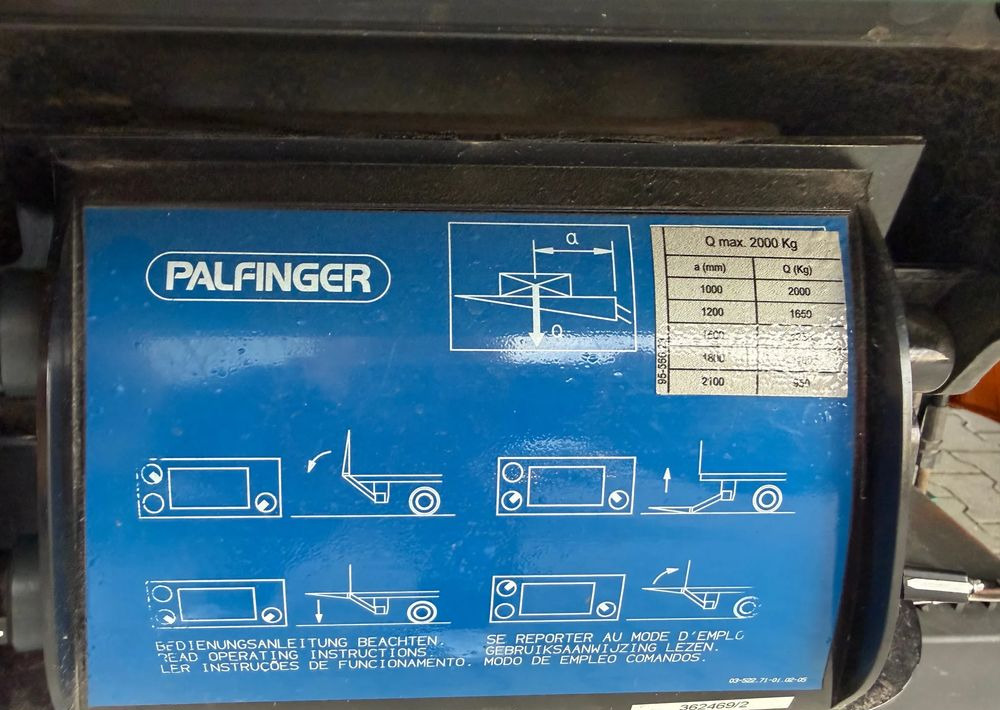 PALFINGER
a
Q
Q max. 2000 Kg
a (mm) Q (Kg)
1000 2000
1200 1650
1800
2100 950
BEDIENUNGSANLEITUNG BEACHTEN.
READ OPERATING INSTRUCTIONS.
LER INSTRUÇÕES DE FUNCIONAMENTO.
SE REPORTER AU MODE D'EMPLO
GEBRUIKSAANWIJZING LEZEN.
MODO DE EMPLEO COMANDOS.
03-522.71-01.02-05
362469/2